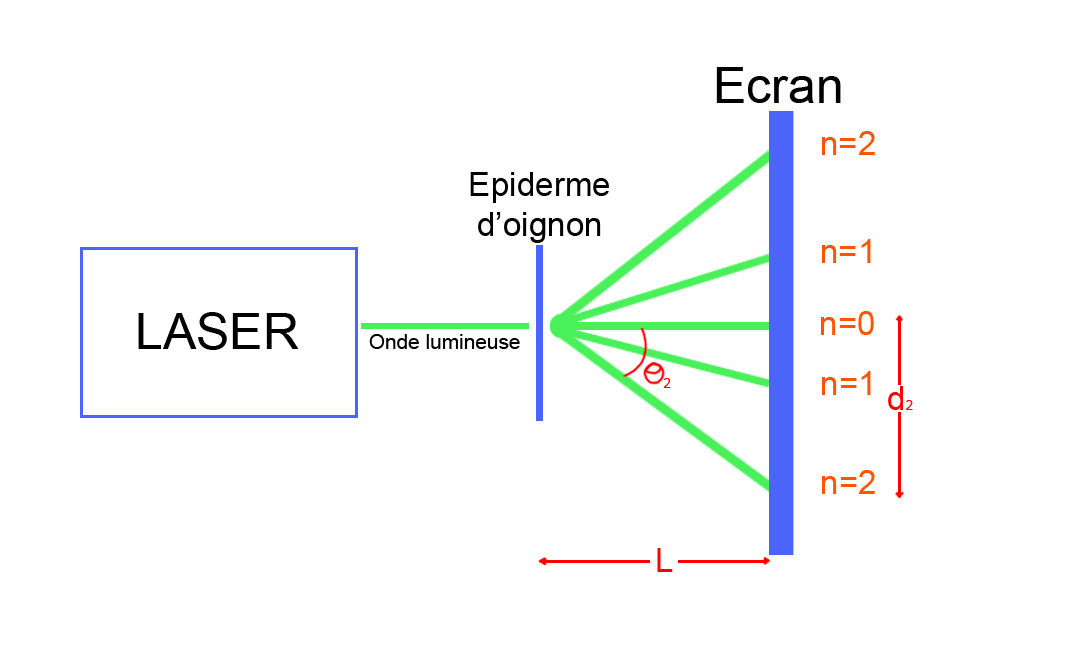 Ecran
n=2
Epiderme
d’oignon
n=1
LASER
Onde lumineuse
n=0
Θ₂
n=1
d₂
n=2
L